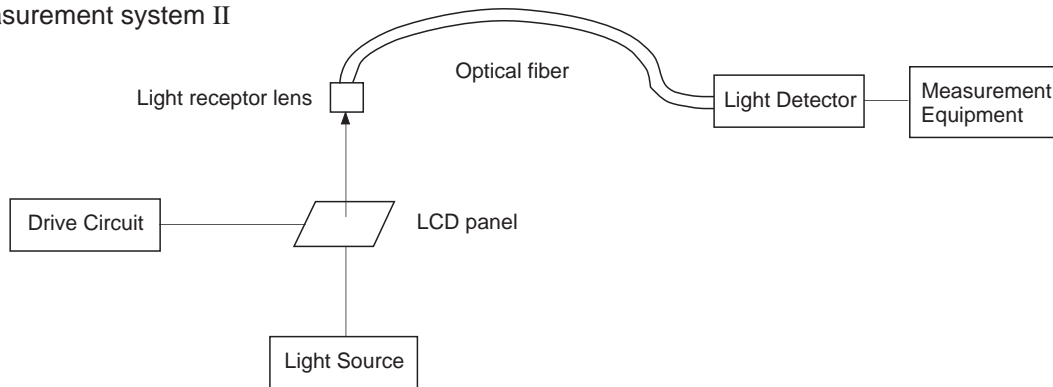 asurement system II
Optical fiber
Light receptor lens
Light Detector
Measurement
Equipment
Drive Circuit
LCD panel
Light Source